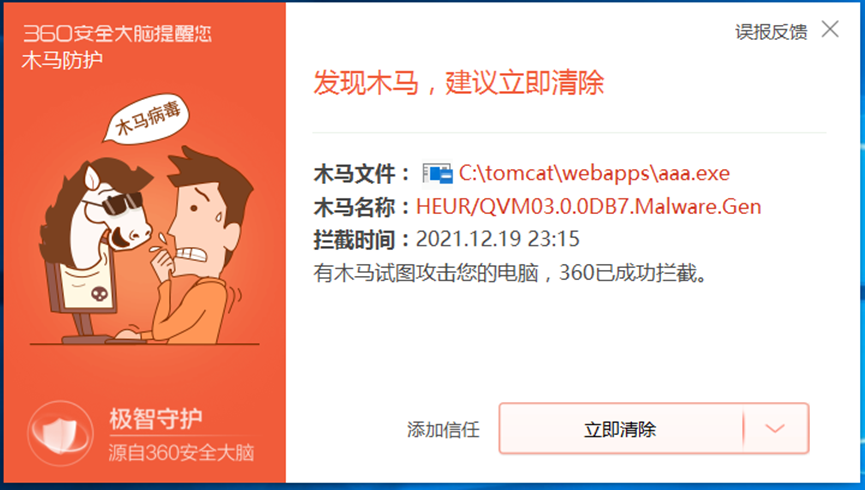 360安全大脑提醒您
木马防护
误报反馈
发现木马，建议立即清除
木马病毒
木马文件： C:\tomcat\webapps\aaa.exe
木马名称：HEUR/QVM03.0.0DB7.Malware.Gen
拦截时间：2021.12.19 23:15
有木马试图攻击您的电脑，360已成功拦截。
极智守护
源自360安全大脑
添加信任
立即清除